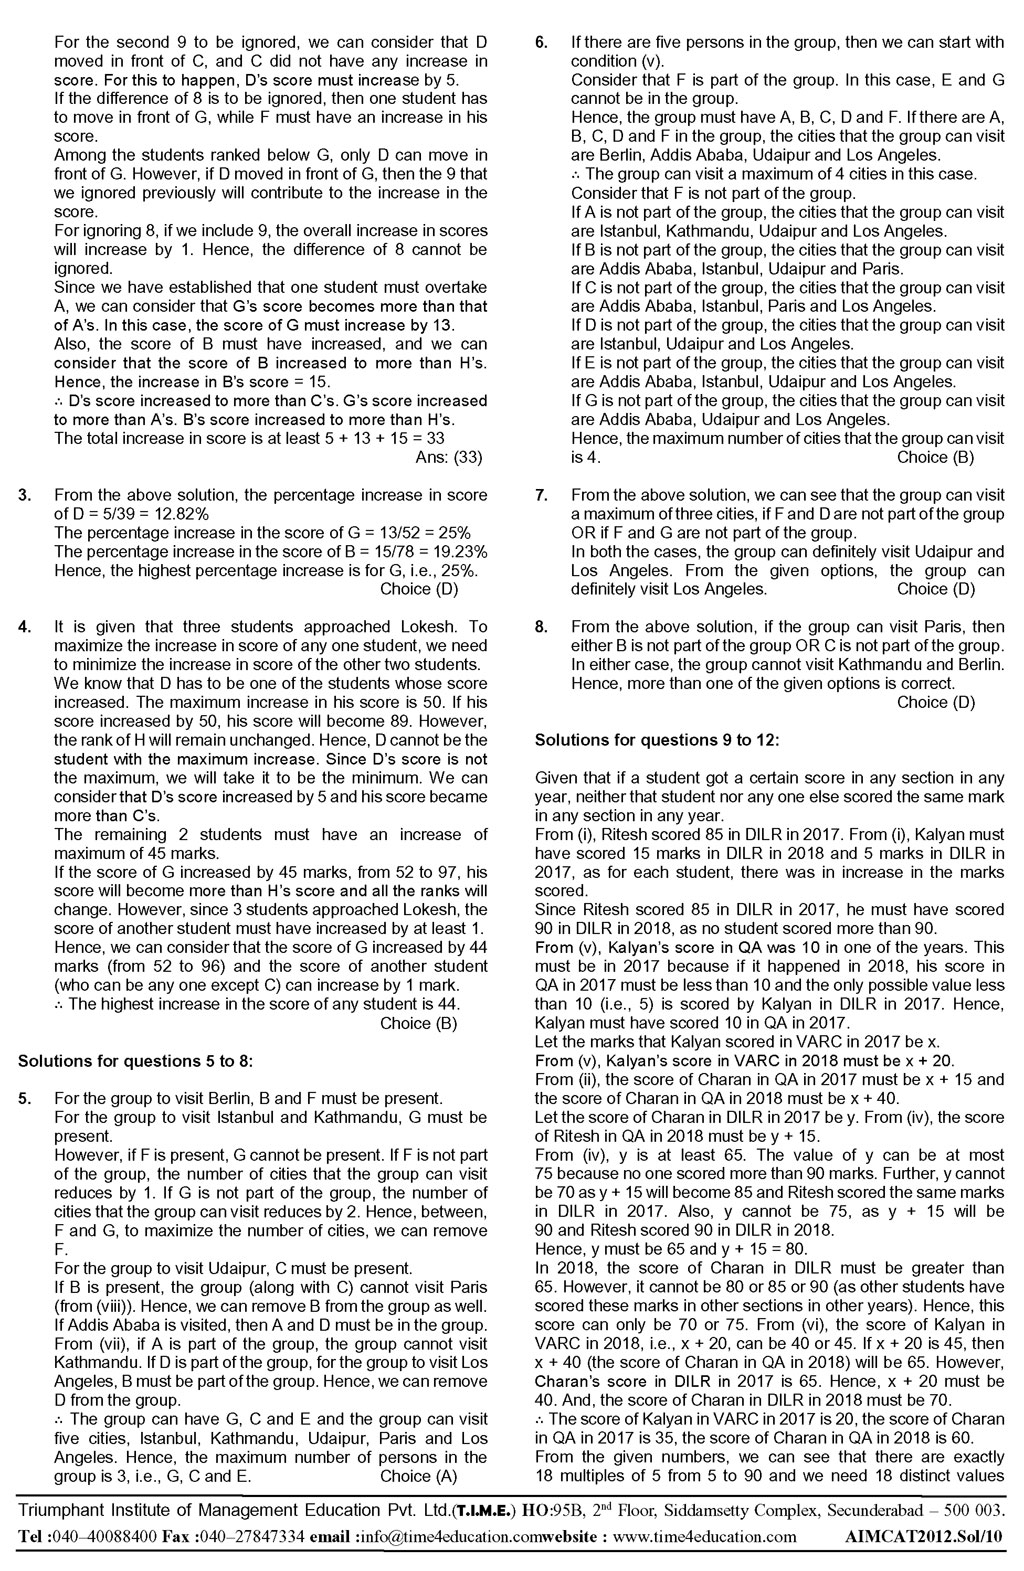 For the second 9 to be ignored, we can consider that D
moved in front of C, and C did not have any increase in
score. For this to happen, D's score must increase by 5.
If the difference of 8 is to be ignored, then one student has
to move in front of G, while F must have an increase in his
score.
Among the students ranked below G, only D can move in
front of G. However, if D moved in front of G, then the 9 that
we ignored previously will contribute to the increase in the
score.
For ignoring 8, if we include 9, the overall increase in scores
will increase by 1. Hence, the difference of 8 cannot be
ignored.
Since we have established that one student must overtake
A, we can consider that G's score becomes more than that
of A's. In this case, the score of G must increase by 13.
Also, the score of B must have increased, and we can
consider that the score of B increased to more than H's.
Hence, the increase in B's score = 15.
∴ D's score increased to more than C's. G's score increased
to more than A's. B's score increased to more than H's.
The total increase in score is at least 5 + 13 + 15 = 33
Ans: (33)
3. From the above solution, the percentage increase in score
of D = 5/39 = 12.82%
The percentage increase in the score of G = 13/52 = 25%
The percentage increase in the score of B = 15/78 = 19.23%
Hence, the highest percentage increase is for G, i.e., 25%.
Choice (D)
4. It is given that three students approached Lokesh. To
maximize the increase in score of any one student, we need
to minimize the increase in score of the other two students.
We know that D has to be one of the students whose score
increased. The maximum increase in his score is 50. If his
score increased by 50, his score will become 89. However,
the rank of H will remain unchanged. Hence, D cannot be the
student with the maximum increase. Since D's score is not
the maximum, we will take it to be the minimum. We can
consider that D's score increased by 5 and his score became
more than C's.
The remaining 2 students must have an increase of
maximum of 45 marks.
If the score of G increased by 45 marks, from 52 to 97, his
score will become more than H's score and all the ranks will
change. However, since 3 students approached Lokesh, the
score of another student must have increased by at least 1.
Hence, we can consider that the score of G increased by 44
marks (from 52 to 96) and the score of another student
(who can be any one except C) can increase by 1 mark.
∴ The highest increase in the score of any student is 44.
Choice (B)
Solutions for questions 5 to 8:
5. For the group to visit Berlin, B and F must be present.
For the group to visit Istanbul and Kathmandu, G must be
present.
However, if F is present, G cannot be present. If F is not part
of the group, the number of cities that the group can visit
reduces by 1. If G is not part of the group, the number of
cities that the group can visit reduces by 2. Hence, between,
F and G, to maximize the number of cities, we can remove
F.
For the group to visit Udaipur, C must be present.
If B is present, the group (along with C) cannot visit Paris
(from (viii)). Hence, we can remove B from the group as well.
If Addis Ababa is visited, then A and D must be in the group.
From (vii), if A is part of the group, the group cannot visit
Kathmandu. If D is part of the group, for the group to visit Los
Angeles, B must be part of the group. Hence, we can remove
D from the group.
∴ The group can have G, C and E and the group can visit
five cities, Istanbul, Kathmandu, Udaipur, Paris and Los
Angeles. Hence, the maximum number of persons in the
group is 3, i.e., G, C and E. Choice (A)
6. If there are five persons in the group, then we can start with
condition (v).
Consider that F is part of the group. In this case, E and G
cannot be in the group.
Hence, the group must have A, B, C, D and F. If there are A,
B, C, D and F in the group, the cities that the group can visit
are Berlin, Addis Ababa, Udaipur and Los Angeles.
∴ The group can visit a maximum of 4 cities in this case.
Consider that F is not part of the group.
If A is not part of the group, the cities that the group can visit
are Istanbul, Kathmandu, Udaipur and Los Angeles.
If B is not part of the group, the cities that the group can visit
are Addis Ababa, Istanbul, Udaipur and Paris.
If C is not part of the group, the cities that the group can visit
are Addis Ababa, Istanbul, Paris and Los Angeles.
If D is not part of the group, the cities that the group can visit
are Istanbul, Udaipur and Los Angeles.
If E is not part of the group, the cities that the group can visit
are Addis Ababa, Istanbul, Udaipur and Los Angeles.
If G is not part of the group, the cities that the group can visit
are Addis Ababa, Udaipur and Los Angeles.
Hence, the maximum number of cities that the group can visit
is 4. Choice (B)
7. From the above solution, we can see that the group can visit
a maximum of three cities, if F and D are not part of the group
OR if F and G are not part of the group.
In both the cases, the group can definitely visit Udaipur and
Los Angeles. From the given options, the group can
definitely visit Los Angeles. Choice (D)
8. From the above solution, if the group can visit Paris, then
either B is not part of the group OR C is not part of the group.
In either case, the group cannot visit Kathmandu and Berlin.
Hence, more than one of the given options is correct.
Choice (D)
Solutions for questions 9 to 12:
Given that if a student got a certain score in any section in any
year, neither that student nor any one else scored the same mark
in any section in any year.
From (i), Ritesh scored 85 in DILR in 2017. From (i), Kalyan must
have scored 15 marks in DILR in 2018 and 5 marks in DILR in
2017, as for each student, there was in increase in the marks
scored.
Since Ritesh scored 85 in DILR in 2017, he must have scored
90 in DILR in 2018, as no student scored more than 90.
From (v), Kalyan's score in QA was 10 in one of the years. This
must be in 2017 because if it happened in 2018, his score in
QA in 2017 must be less than 10 and the only possible value less
than 10 (i.e., 5) is scored by Kalyan in DILR in 2017. Hence,
Kalyan must have scored 10 in QA in 2017.
Let the marks that Kalyan scored in VARC in 2017 be x.
From (v), Kalyan's score in VARC in 2018 must be x + 20.
From (ii), the score of Charan in QA in 2017 must be x + 15 and
the score of Charan in QA in 2018 must be x + 40.
Let the score of Charan in DILR in 2017 be y. From (iv), the score
of Ritesh in QA in 2018 must be y + 15.
From (iv), y is at least 65. The value of y can be at most
75 because no one scored more than 90 marks. Further, y cannot
be 70 as y + 15 will become 85 and Ritesh scored the same marks
in DILR in 2017. Also, y cannot be 75, as y + 15 will be
90 and Ritesh scored 90 in DILR in 2018.
Hence, y must be 65 and y + 15 = 80.
In 2018, the score of Charan in DILR must be greater than
65. However, it cannot be 80 or 85 or 90 (as other students have
scored these marks in other sections in other years). Hence, this
score can only be 70 or 75. From (vi), the score of Kalyan in
VARC in 2018, i.e., x + 20, can be 40 or 45. If x + 20 is 45, then
x + 40 (the score of Charan in QA in 2018) will be 65. However,
Charan's score in DILR in 2017 is 65. Hence, x + 20 must be
40. And, the score of Charan in DILR in 2018 must be 70.
∴ The score of Kalyan in VARC in 2017 is 20, the score of Charan
in QA in 2017 is 35, the score of Charan in QA in 2018 is 60.
From the given numbers, we can see that there are exactly
18 multiples of 5 from 5 to 90 and we need 18 distinct values
Triumphant Institute of Management Education Pvt. Ltd.(T.I.M.E.) HO:95B, 2nd Floor, Siddamsetty Complex, Secunderabad – 500 003.
Tel :040–40088400 Fax :040–27847334 email :info@time4education.comwebsite : www.time4education.com AIMCAT2012.Sol/10